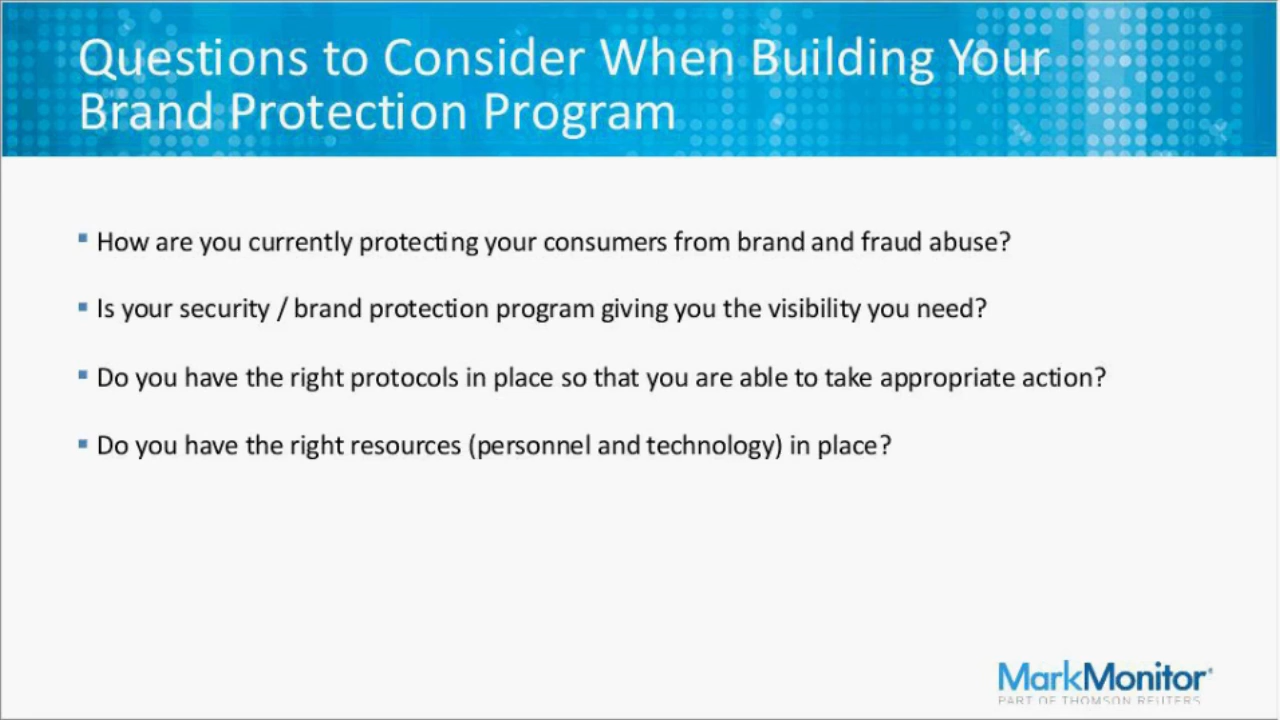 Questions to Consider When Building Your
Brand Protection Program
How are you currently protecting your consumers from brand and fraud abuse?
Is your security / brand protection program giving you the visibility you need?
Do you have the right protocols in place so that you are able to take appropriate action?
Do you have the right resources (personnel and technology) in place?
MarkMonitor®
PART OF THOMSON REUTERS